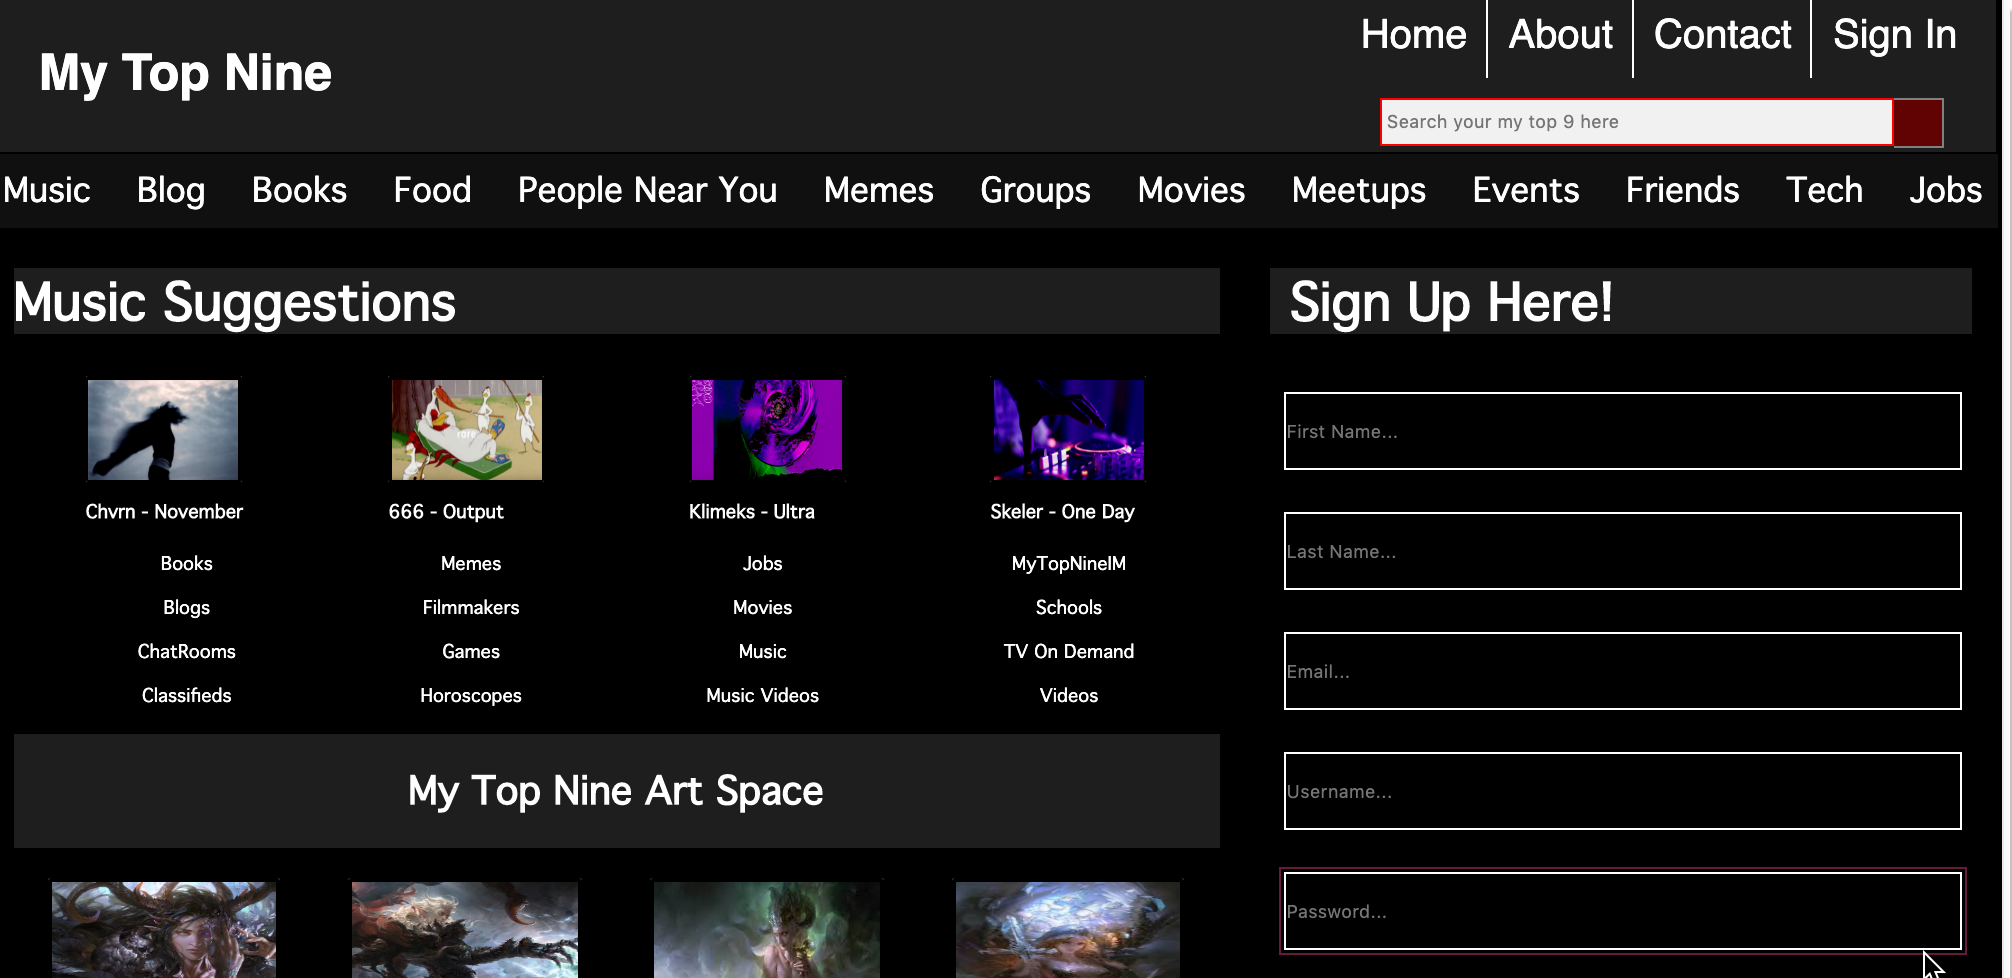 Home About Contact Sign In
My Top Nine
Search your my top 9 here
Music Blog Books Food People Near You Memes Groups Movies Meetups Events Friends Tech Jobs
Music Suggestions
rare
Chvrn - November 666 - Output Klimeks - Ultra Skeler - One Day
Books Memes Jobs MyTopNineIM
Blogs Filmmakers Movies Schools
ChatRooms Games Music TV On Demand
Classifieds Horoscopes Music Videos Videos
My Top Nine Art Space
Sign Up Here!
First Name...
Last Name...
Email...
Username...
Password...